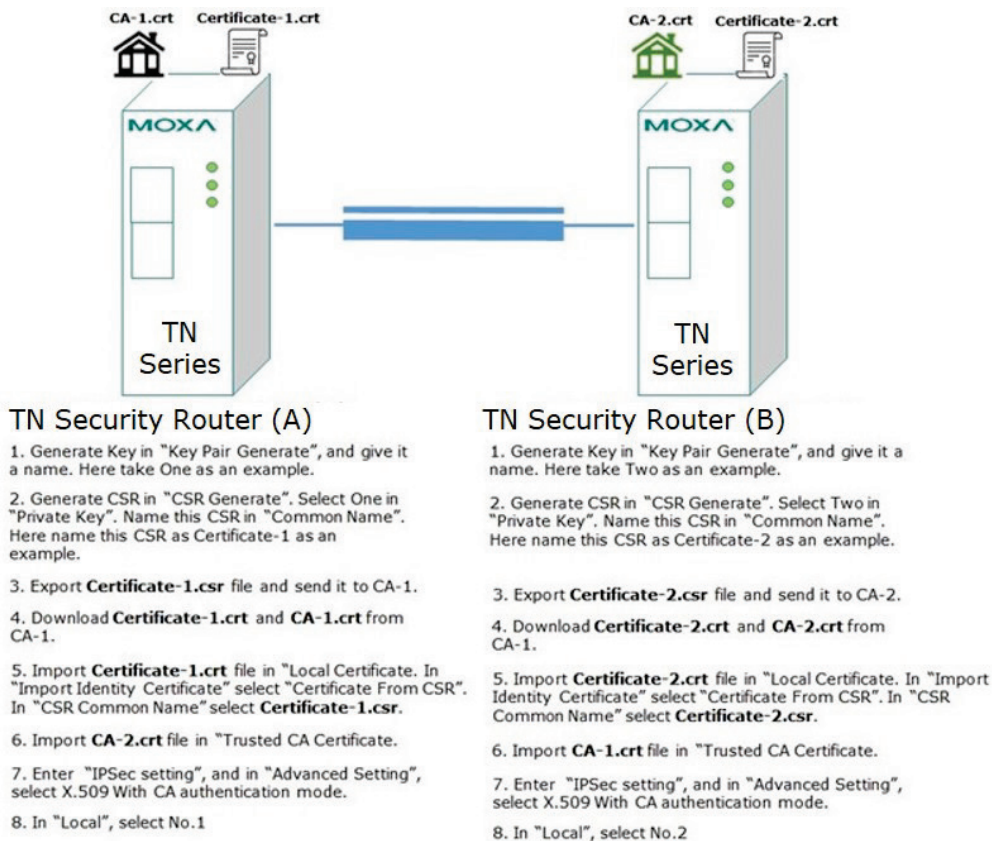 CA-1.crt Certificate-1.crt
CA-2.crt Certificate-2.crt
MOXA
MOXA
TN
Series
TN
Series
TN Security Router (A)
1. Generate Key in "Key Pair Generate", and give it
a name. Here take One as an example.
2. Generate CSR in "CSR Generate". Select One in
"Private Key". Name this CSR in "Common Name".
Here name this CSR as Certificate-1 as an
example.
3. Export Certificate-1.csr file and send it to CA-1.
4. Download Certificate-1.crt and CA-1.crt from
CA-1.
5. Import Certificate-1.crt file in "Local Certificate. In
"Import Identity Certificate" select "Certificate From CSR".
In "CSR Common Name" select Certificate-1.csr.
6. Import CA-2.crt file in "Trusted CA Certificate.
7. Enter "IPSec setting", and in "Advanced Setting",
select X.509 With CA authentication mode.
8. In "Local", select No.1
TN Security Router (B)
1. Generate Key in "Key Pair Generate", and give it a
name. Here take Two as an example.
2. Generate CSR in "CSR Generate". Select Two in
"Private Key". Name this CSR in "Common Name".
Here name this CSR as Certificate-2 as an example.
3. Export Certificate-2.csr file and send it to CA-2.
4. Download Certificate-2.crt and CA-2.crt from
CA-1.
5. Import Certificate-2.crt file in "Local Certificate. In "Import
Identity Certificate" select "Certificate From CSR". In "CSR
Common Name" select Certificate-2.csr.
6. Import CA-1.crt file in "Trusted CA Certificate.
7. Enter "IPSec setting", and in "Advanced Setting",
select X.509 With CA authentication mode.
8. In "Local", select No.2